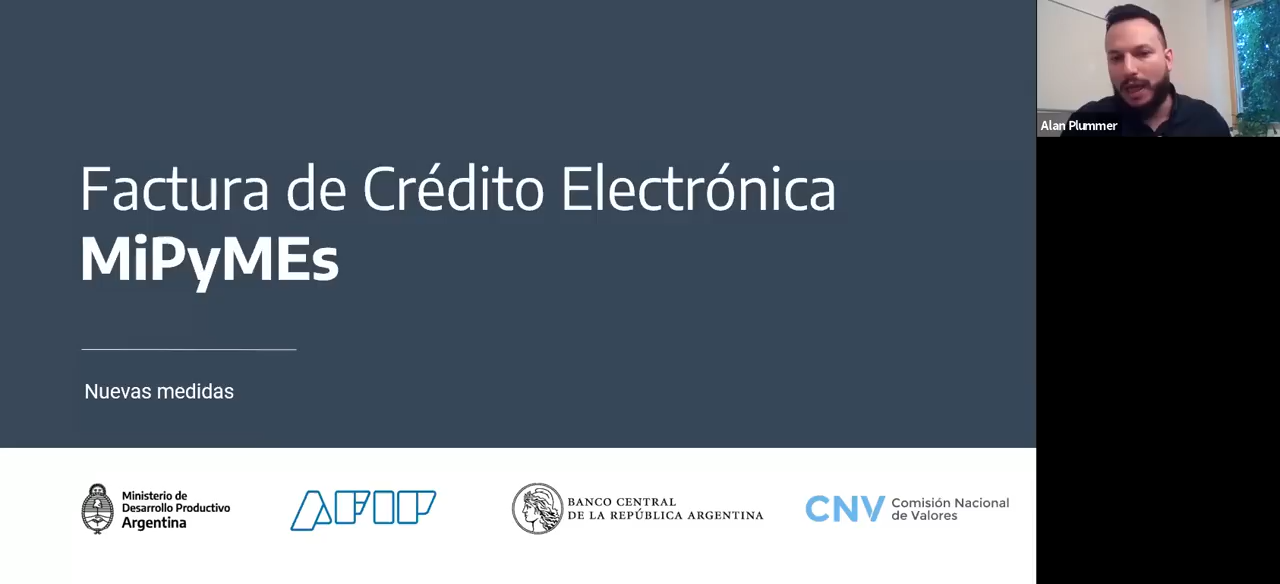 Factura de Crédito Electrónica
MiPyMEs
Nuevas medidas
Ministerio de
Desarrollo Productivo
Argentina
AFIP
BANCO CENTRAL
DE LA REPÚBLICA ARGENTINA
CNV
Comisión Nacional
de Valores
Alan Plummer